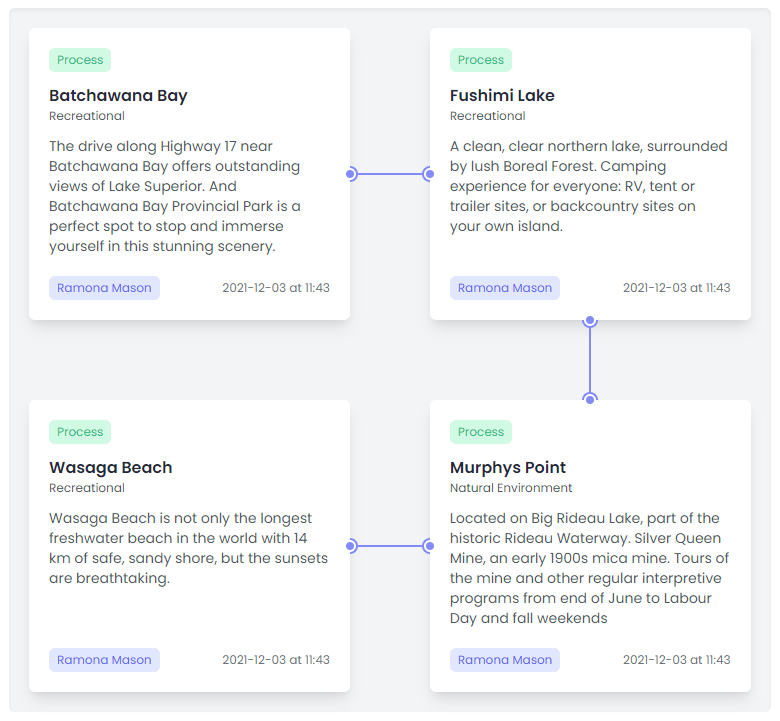 Process
Batchawana Bay
Recreational
The drive along Highway 17 near
Batchawana Bay offers outstanding
views of Lake Superior. And
Batchawana Bay Provincial Park is a
perfect spot to stop and immerse
yourself in this stunning scenery.
Ramona Mason
2021-12-03 at 11:43
Process
Fushimi Lake
Recreational
A clean, clear northern lake, surrounded
by lush Boreal Forest. Camping
experience for everyone: RV, tent or
trailer sites, or backcountry sites on
your own island.
Ramona Mason
2021-12-03 at 11:43
Process
Wasaga Beach
Recreational
Wasaga Beach is not only the longest
freshwater beach in the world with 14
km of safe, sandy shore, but the sunsets
are breathtaking.
Ramona Mason
2021-12-03 at 11:43
Process
Murphys Point
Natural Environment
Located on Big Rideau Lake, part of the
historic Rideau Waterway. Silver Queen
Mine, an early 1900s mica mine. Tours of
the mine and other regular interpretive
programs from end of June to Labour
Day and fall weekends
Ramona Mason
2021-12-03 at 11:43